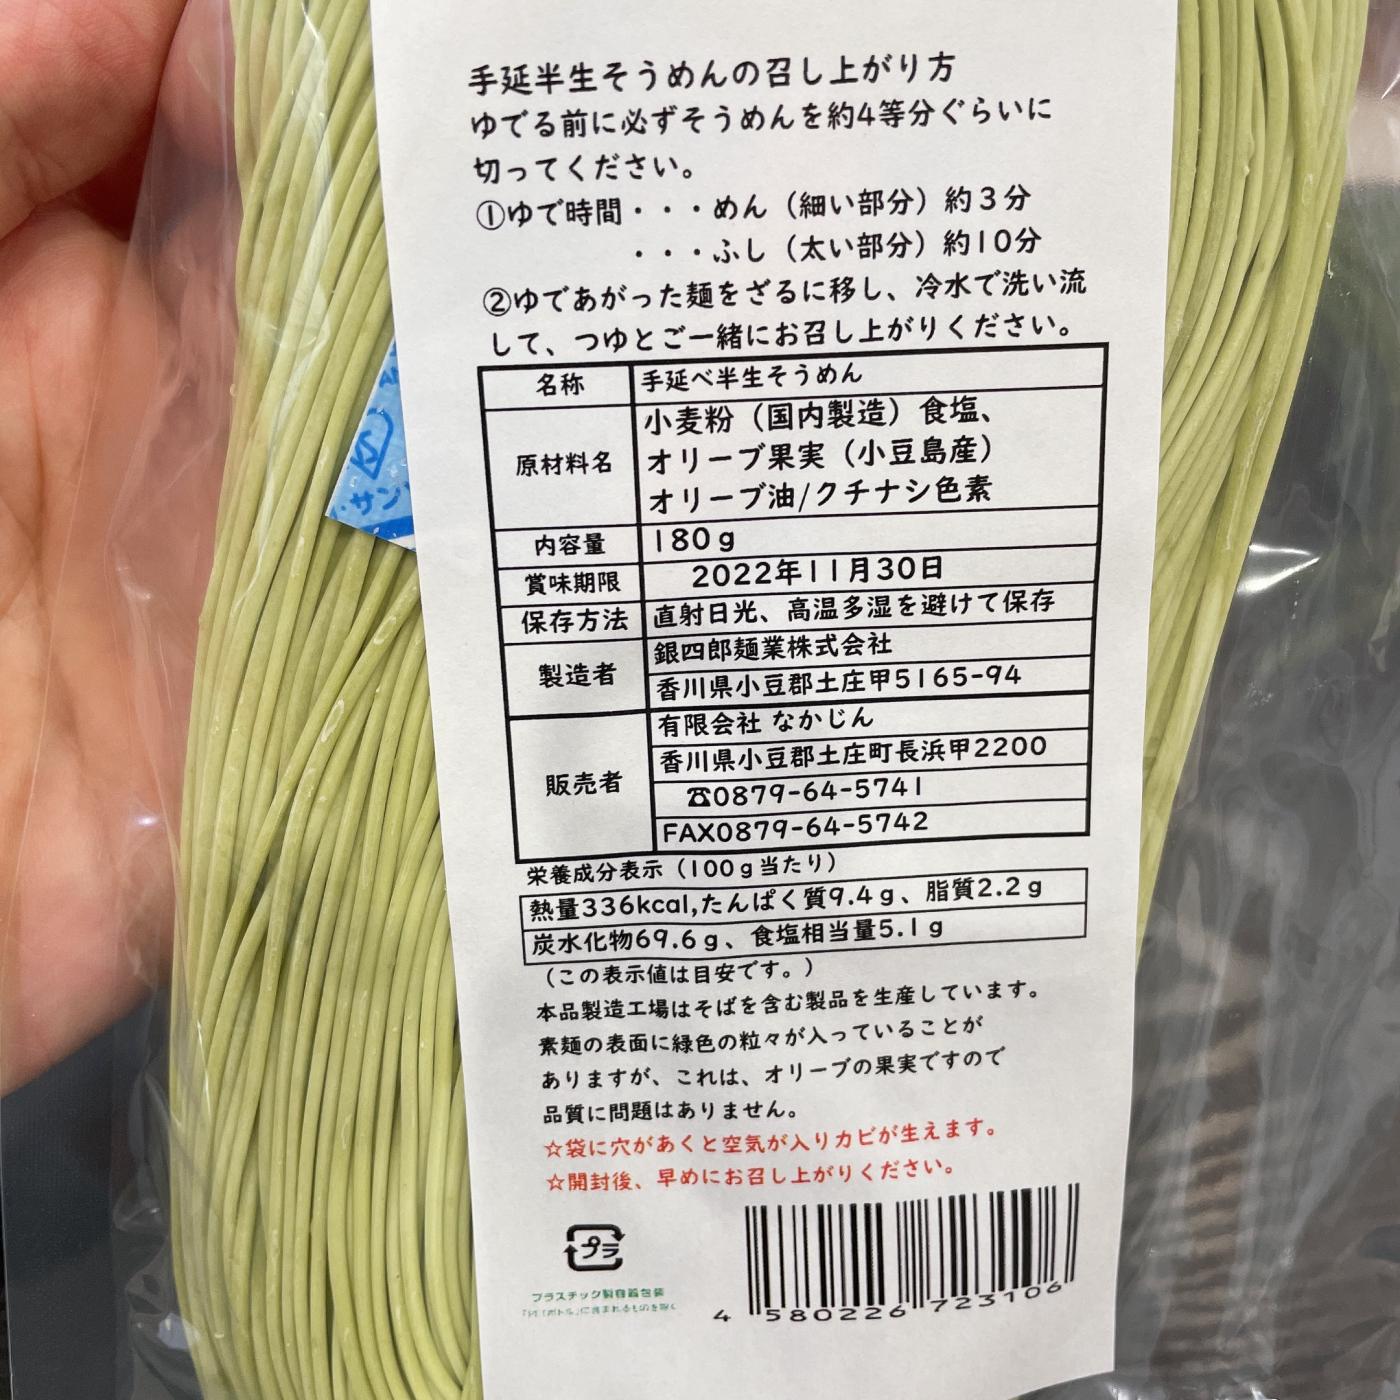 手延半生そうめんの召し上がり方
ゆでる前に必ずそうめんを約4等分ぐらいに
切ってください。
①ゆで時間・・・めん（細い部分）約3分
・・・ふし（太い部分）約10分
②ゆであがった麺をざるに移し、冷水で洗い流
して、つゆとご一緒にお召し上がりください。
名称 手延べ半生そうめん
原材料名 小麦粉（国内製造）食塩、
オリーブ果実（小豆島産）
オリーブ油/クチナシ色素
内容量 180g
賞味期限 2022年11月30日
保存方法 直射日光、高温多湿を避けて保存
製造者 銀四郎麺業株式会社
香川県小豆郡土庄甲5165-94
販売者 有限会社 なかじん
香川県小豆郡土庄町長浜甲2200
☎0879-64-5741
FAX0879-64-5742
栄養成分表示（100g当たり）
熱量336kcal,たんぱく質9.4g、脂質2.2g
炭水化物69.6g、食塩相当量5.1g
（この表示値は目安です。）
本品製造工場はそばを含む製品を生産しています。
素麺の表面に緑色の粒々が入っていることが
ありますが、これは、オリーブの果実ですので
品質に問題はありません。
☆袋に穴があくと空気が入りカビが生えます。
☆開封後、早めにお召し上がりください。
プラ
プラスチック製容器包装
4 580226 723106
サン